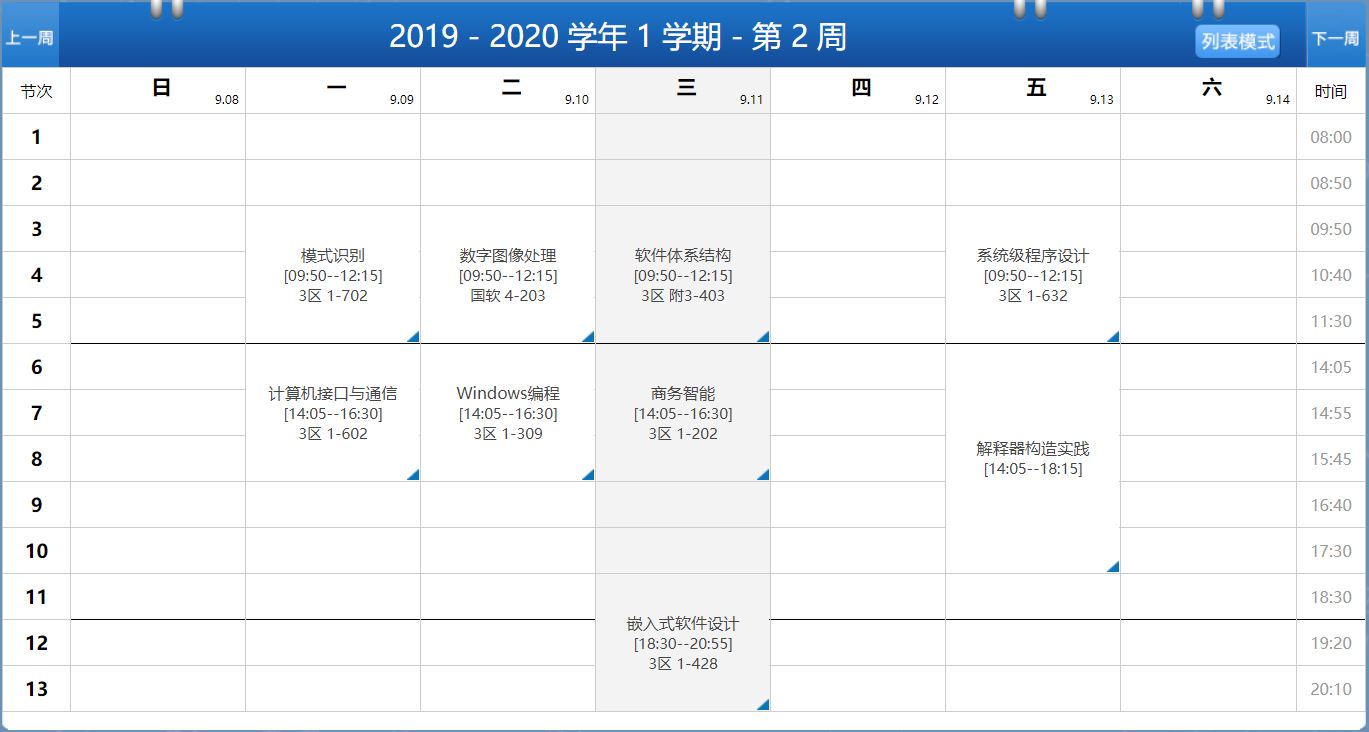 上一周
2019 - 2020 学年 1 学期 - 第 2 周
列表模式
下一周
节次
日
9.08
一
9.09
二
9.10
三
9.11
四
9.12
五
9.13
六
9.14
时间
1
08:00
2
08:50
3
09:50
4
10:40
5
11:30
模式识别
[09:50--12:15]
3区 1-702
数字图像处理
[09:50--12:15]
国软 4-203
软件体系结构
[09:50--12:15]
3区 附3-403
系统级程序设计
[09:50--12:15]
3区 1-632
6
14:05
7
14:55
8
15:45
9
16:40
10
17:30
计算机接口与通信
[14:05--16:30]
3区 1-602
Windows编程
[14:05--16:30]
3区 1-309
商务智能
[14:05--16:30]
3区 1-202
解释器构造实践
[14:05--18:15]
11
18:30
12
19:20
13
20:10
嵌入式软件设计
[18:30--20:55]
3区 1-428